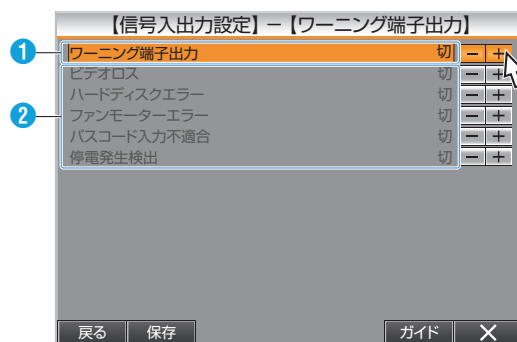 【信号入出力設定】－【ワーニング端子出力】
1 ワーニング端子出力 切 － ＋
ビデオロス 切 － ＋
ハードディスクエラー 切 － ＋
2 ファンモーターエラー 切 － ＋
パスコード入力不適合 切 － ＋
停電発生検出 切 － ＋
戻る 保存 ガイド ×